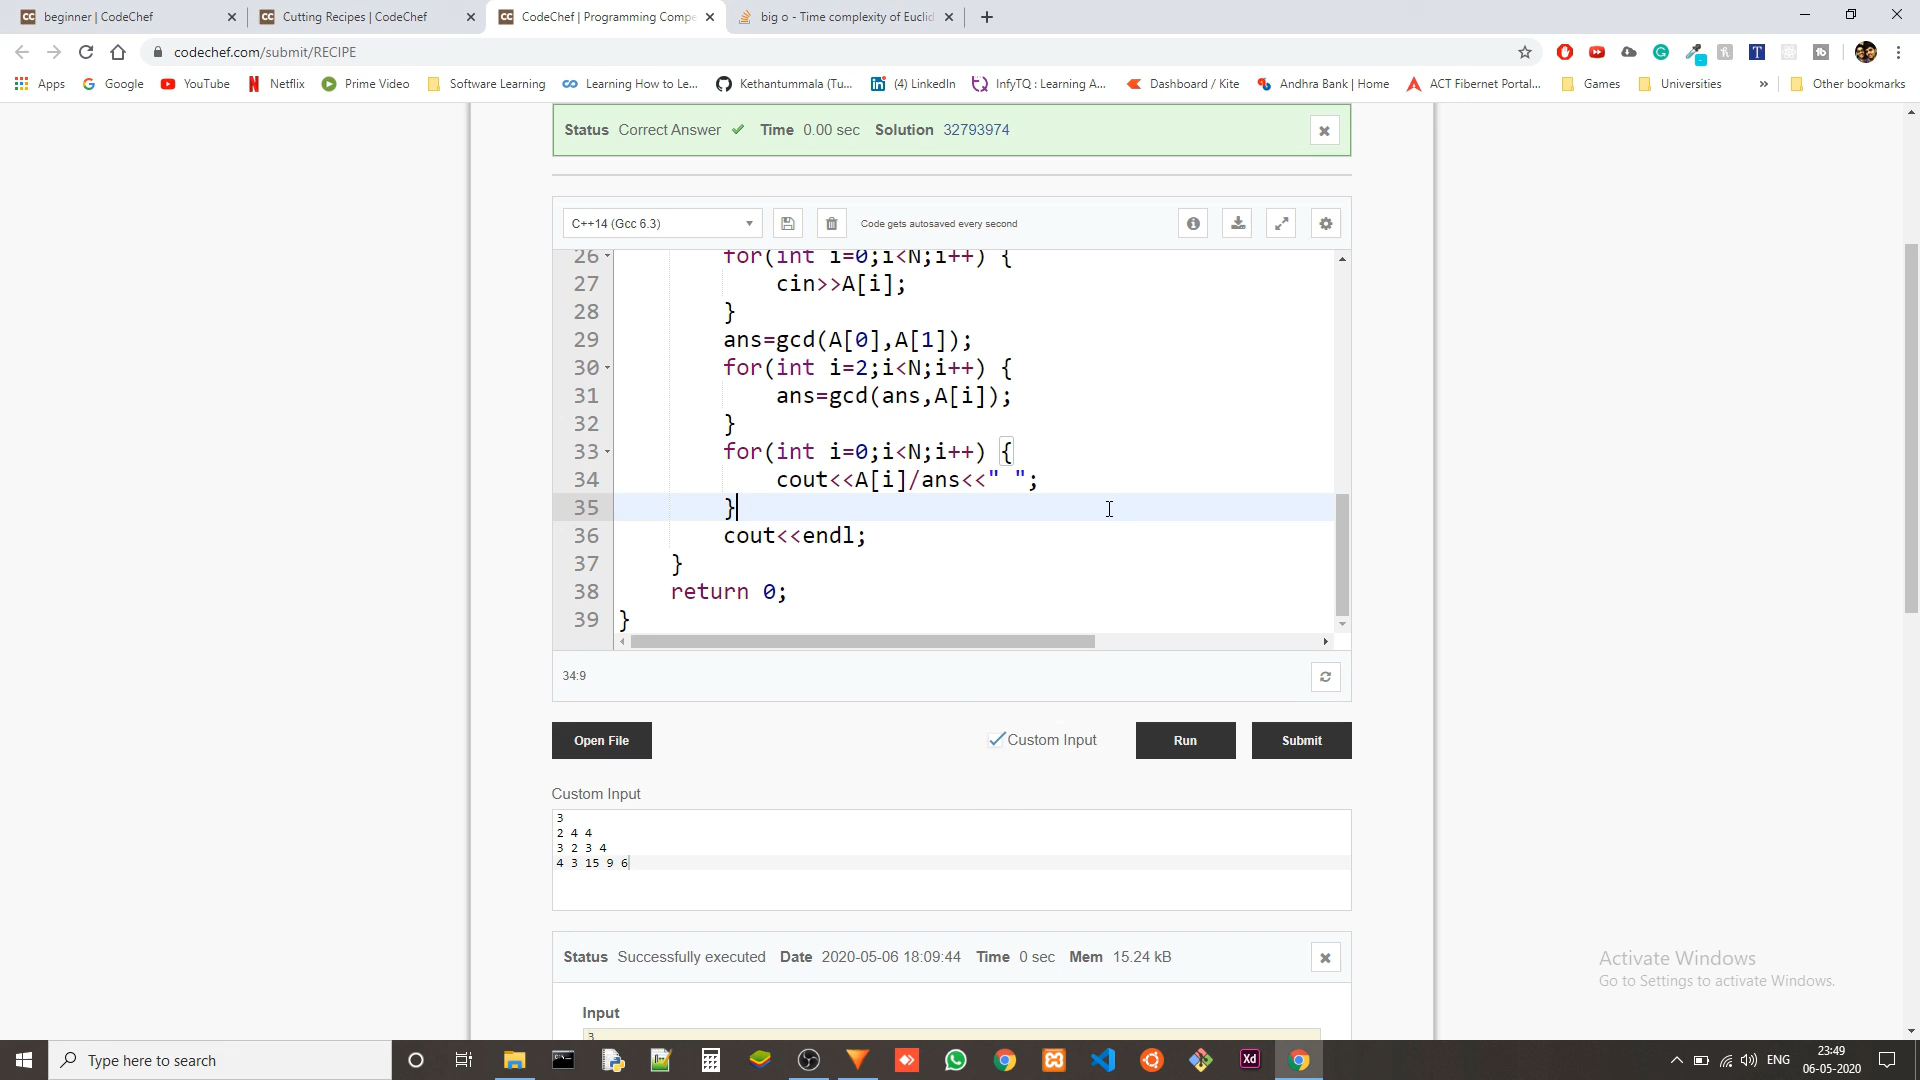 beginner | CodeChef
Cutting Recipes | CodeChef
CodeChef | Programming Compe
big o - Time complexity of Euclid
codechef.com/submit/RECIPE
Apps
Google
YouTube
Netflix
Prime Video
Software Learning
Learning How to Le...
Kethantummala (Tu...
(4) LinkedIn
InfyTQ : Learning A...
Dashboard / Kite
Andhra Bank | Home
ACT Fibernet Portal...
Games
Universities
»
Other bookmarks
Status Correct Answer ✔ Time 0.00 sec Solution 32793974
C++14 (Gcc 6.3)
Code gets autosaved every second
26 for(int i=0;i<N;i++) {
27 cin>>A[i];
28 }
29 ans=gcd(A[0],A[1]);
30 for(int i=2;i<N;i++) {
31 ans=gcd(ans,A[i]);
32 }
33 for(int i=0;i<N;i++) {
34 cout<<A[i]/ans<<" ";
35 }
36 cout<<endl;
37 }
38 return 0;
39 }
34:9
Open File
Custom Input
Run
Submit
Custom Input
3
2 4 4
3 2 3 4
4 3 15 9 6
Status Successfully executed Date 2020-05-06 18:09:44 Time 0 sec Mem 15.24 kB
Input
3
Activate Windows
Go to Settings to activate Windows.
Type here to search
Xd
ENG
23:49
06-05-2020